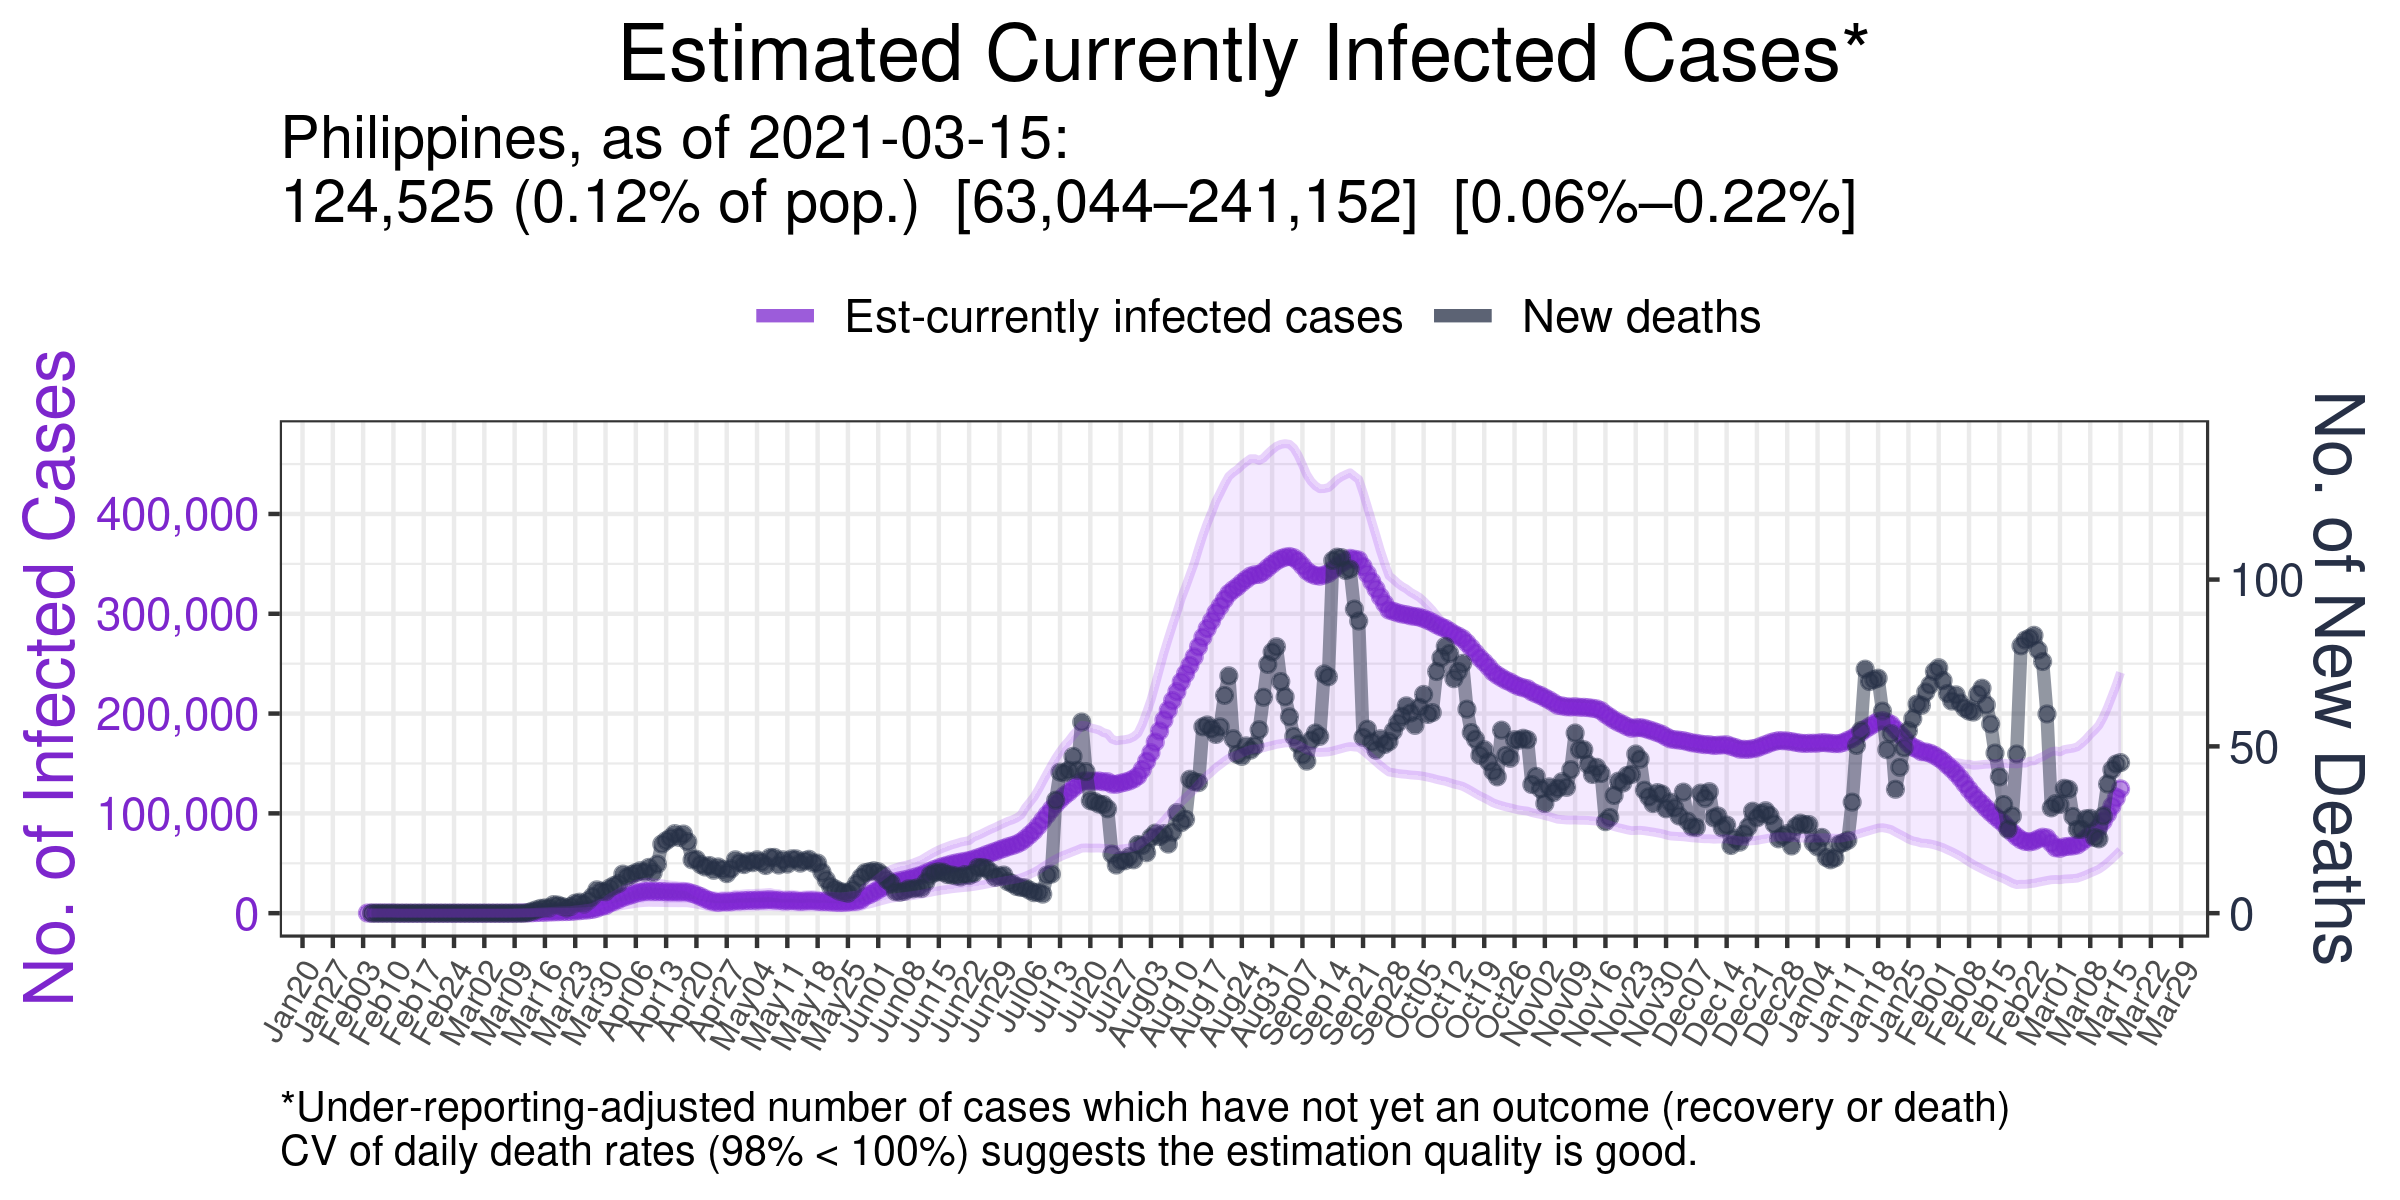 Estimated Currently Infected Cases*
Philippines, as of 2021-03-15:
124,525 (0.12% of pop.) [63,044–241,152] [0.06%–0.22%]
Est-currently infected cases
New deaths
No. of Infected Cases
400,000
300,000
200,000
100,000
0
No. of New Deaths
100
50
0
Jan20
Jan27
Feb03
Feb10
Feb17
Feb24
Mar02
Mar09
Mar16
Mar23
Mar30
Apr06
Apr13
Apr20
Apr27
May04
May11
May18
May25
Jun01
Jun08
Jun15
Jun22
Jun29
Jul06
Jul13
Jul20
Jul27
Aug03
Aug10
Aug17
Aug24
Aug31
Sep07
Sep14
Sep21
Sep28
Oct05
Oct12
Oct19
Oct26
Nov02
Nov09
Nov16
Nov23
Nov30
Dec07
Dec14
Dec21
Dec28
Jan04
Jan11
Jan18
Jan25
Feb01
Feb08
Feb15
Feb22
Mar01
Mar08
Mar15
Mar22
Mar29
*Under-reporting-adjusted number of cases which have not yet an outcome (recovery or death)
CV of daily death rates (98% < 100%) suggests the estimation quality is good.